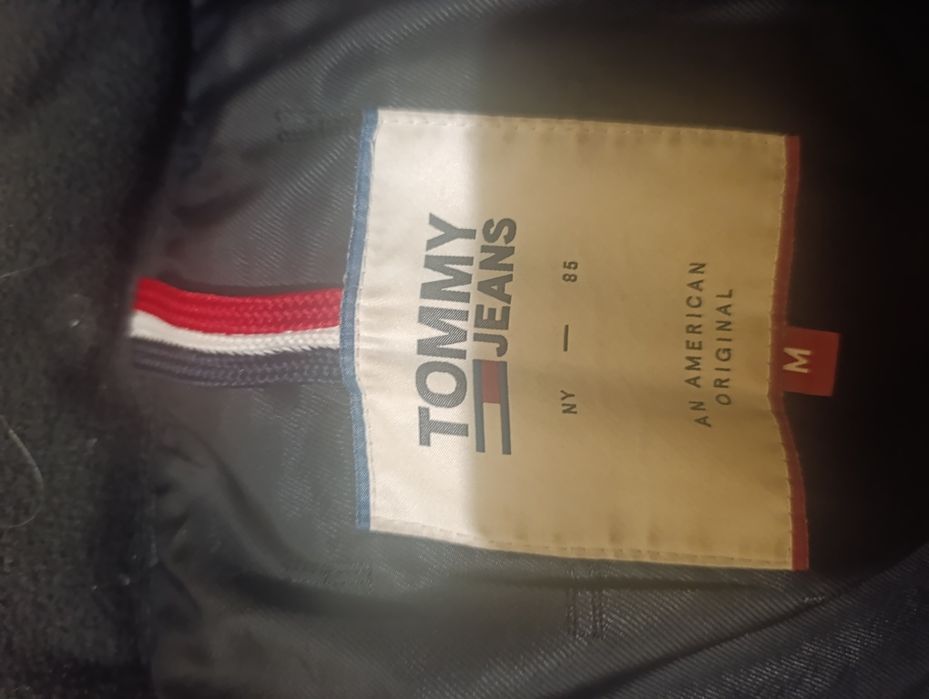 TOMMY
JEANS
NY — 85
AN AMERICAN
ORIGINAL
M